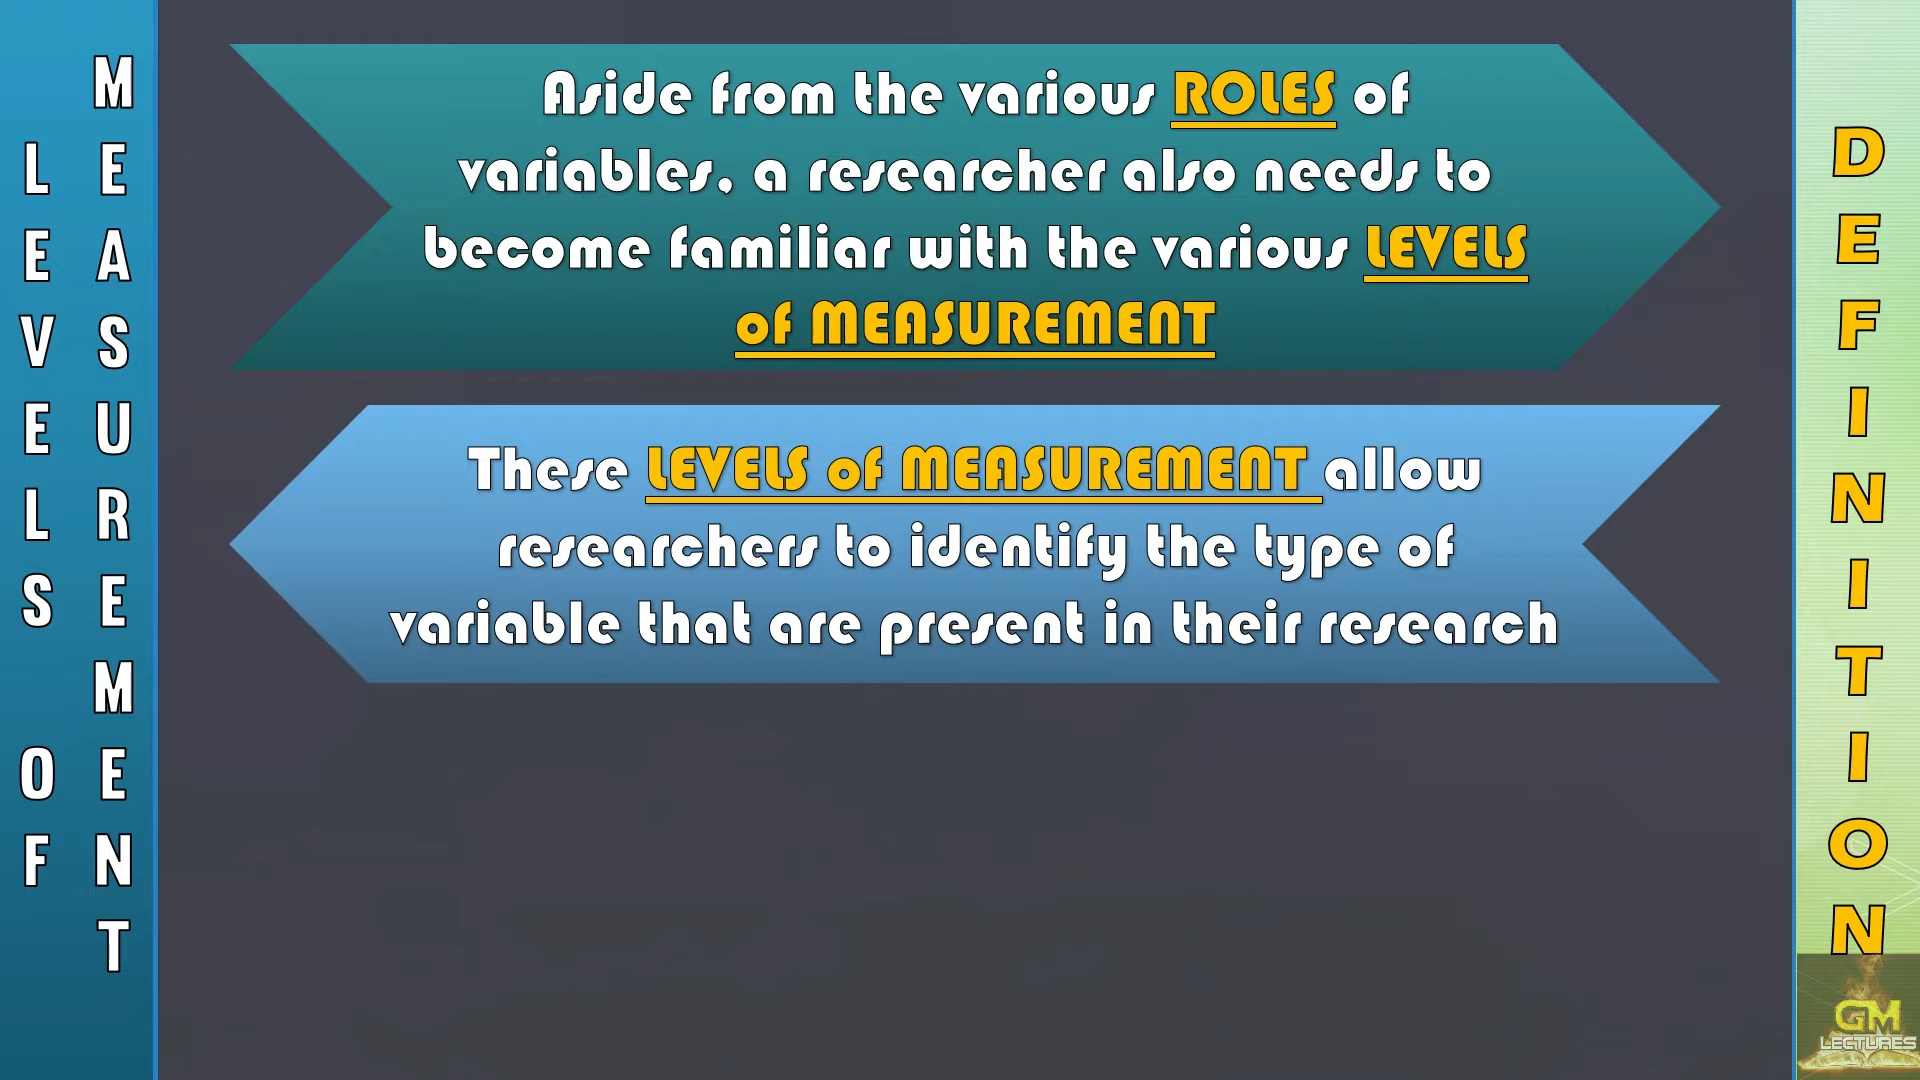 LEVELS OF
MEASUREMENT
Aside from the various ROLES of
variables, a researcher also needs to
become familiar with the various LEVELS
of MEASUREMENT
These LEVELS of MEASUREMENT allow
researchers to identify the type of
variable that are present in their research
DEFINITION
GM
LECTURES